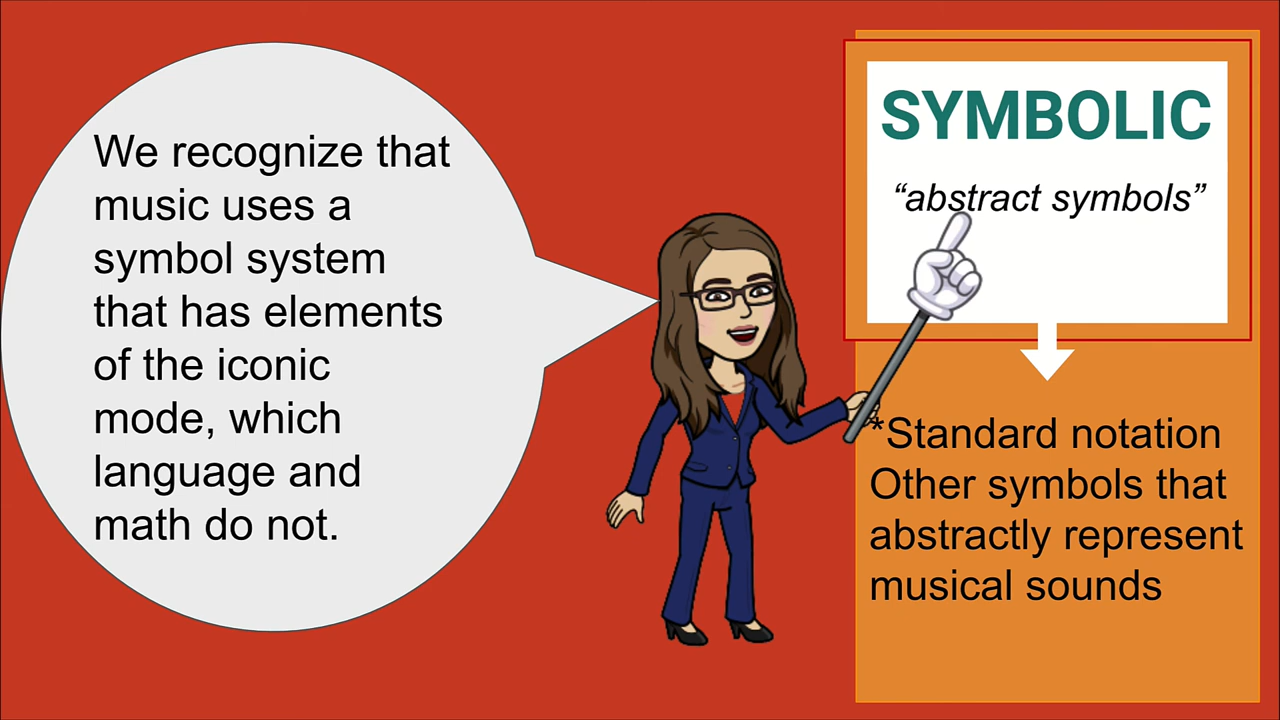 We recognize that
music uses a
symbol system
that has elements
of the iconic
mode, which
language and
math do not.
SYMBOLIC
“abstract symbols”
*Standard notation
Other symbols that
abstractly represent
musical sounds